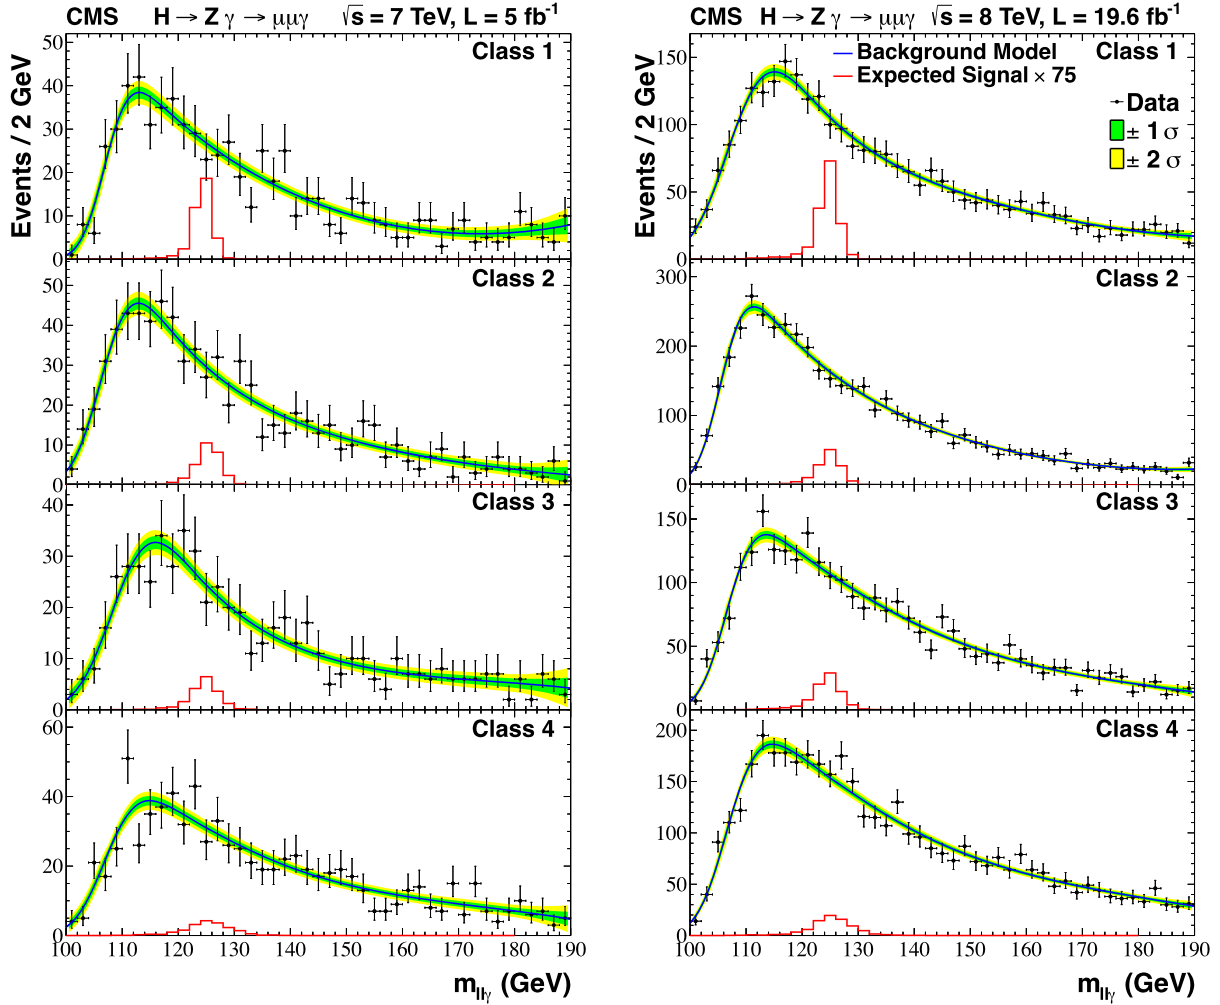 CMS H → Z γ → μμγ √s = 7 TeV, L = 5 fb⁻¹
Events / 2 GeV
Class 1
50
40
30
20
10
0
Class 2
50
40
30
20
10
0
Class 3
40
30
20
10
0
Class 4
60
40
20
0
100 110 120 130 140 150 160 170 180 190
m_llγ (GeV)
CMS H → Z γ → μμγ √s = 8 TeV, L = 19.6 fb⁻¹
Events / 2 GeV
Background Model
Class 1
Expected Signal × 75
Data
± 1 σ
± 2 σ
150
100
50
0
Class 2
300
200
100
0
Class 3
150
100
50
0
Class 4
200
150
100
50
0
100 110 120 130 140 150 160 170 180 190
m_llγ (GeV)